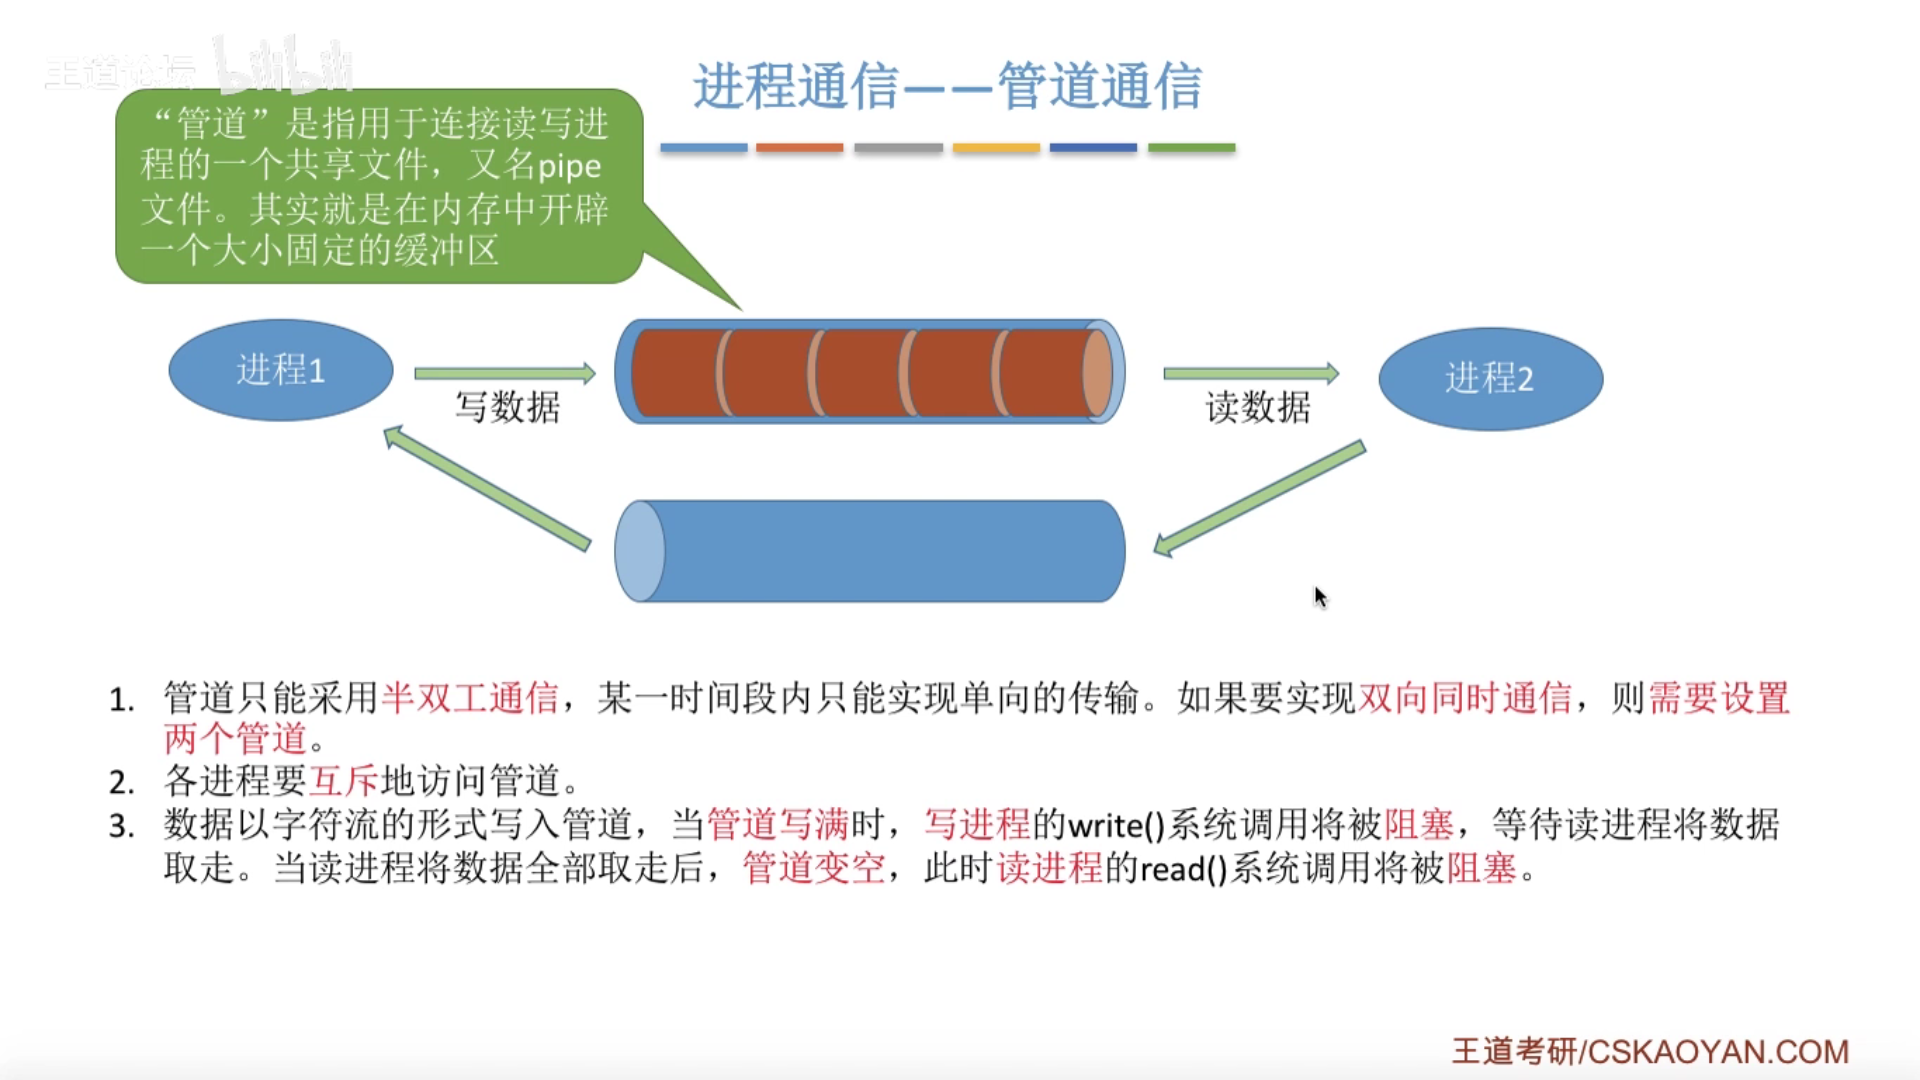 王道论坛 bilibili
进程通信——管道通信
“管道”是指用于连接读写进
程的一个共享文件，又名pipe
文件。其实就是在内存中开辟
一个大小固定的缓冲区
进程1
写数据
读数据
进程2
1. 管道只能采用半双工通信，某一时间段内只能实现单向的传输。如果要实现双向同时通信，则需要设置
两个管道。
2. 各进程要互斥地访问管道。
3. 数据以字符流的形式写入管道，当管道写满时，写进程的write()系统调用将被阻塞，等待读进程将数据
取走。当读进程将数据全部取走后，管道变空，此时读进程的read()系统调用将被阻塞。
王道考研/CSKAOYAN.COM